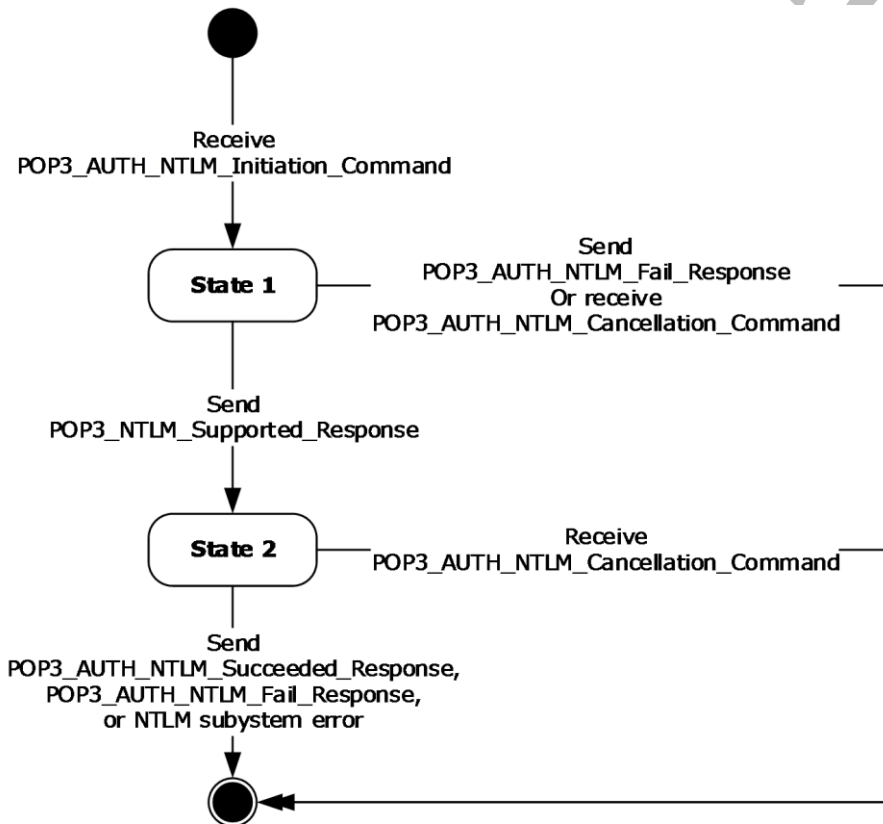 Receive
POP3_AUTH_NTLM_Initiation_Command
State 1
Send
POP3_AUTH_NTLM_Fail_Response
Or receive
POP3_AUTH_NTLM_Cancellation_Command
Send
POP3_NTLM_Supported_Response
State 2
Receive
POP3_AUTH_NTLM_Cancellation_Command
Send
POP3_AUTH_NTLM_Succeeded_Response,
POP3_AUTH_NTLM_Fail_Response,
or NTLM subystem error